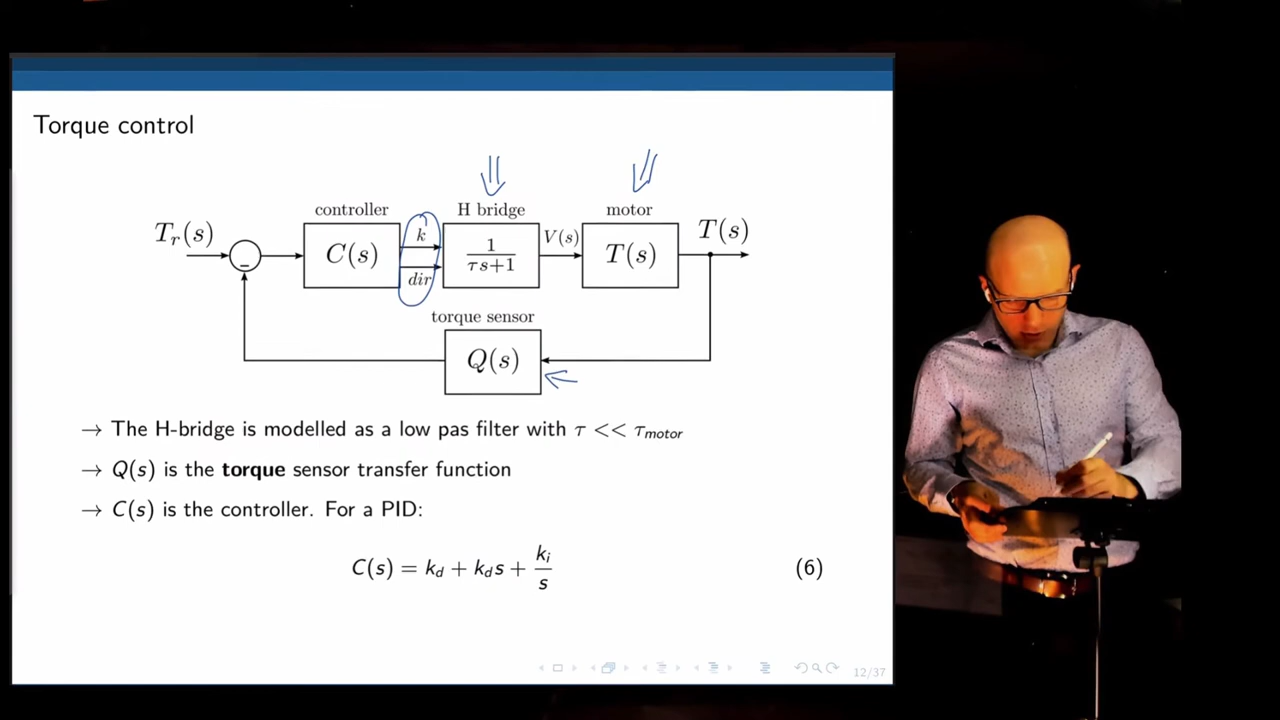 Torque control
controller
H bridge
motor
T_r(s)
−
C(s)
k
dir
1
τs+1
V(s)
T(s)
T(s)
torque sensor
Q(s)
→ The H-bridge is modelled as a low pas filter with τ << τ_motor
→ Q(s) is the torque sensor transfer function
→ C(s) is the controller. For a PID:
C(s) = k_d + k_d s + k_i/s (6)
12/37